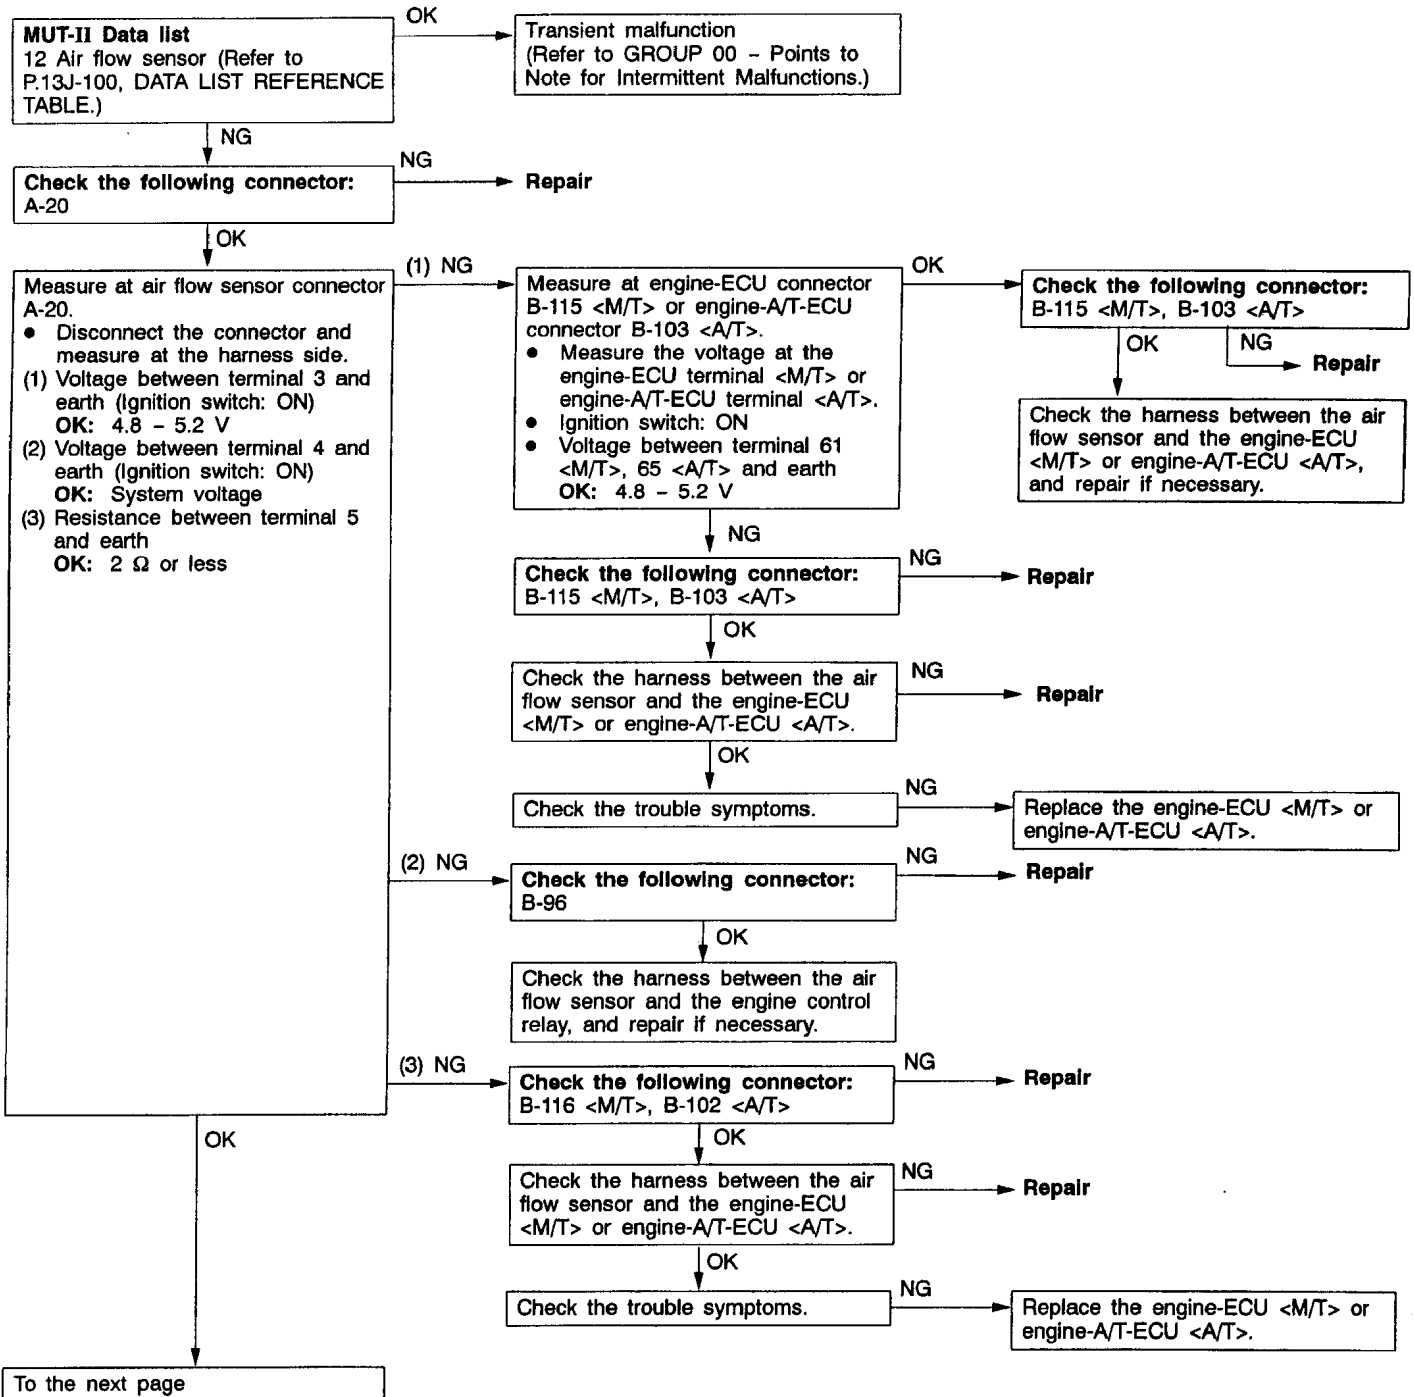 MUT-II Data list
12 Air flow sensor (Refer to
P.13J-100, DATA LIST REFERENCE
TABLE.)
OK
Transient malfunction
(Refer to GROUP 00 – Points to
Note for Intermittent Malfunctions.)
NG
Check the following connector:
A-20
NG
Repair
OK
Measure at air flow sensor connector
A-20.
● Disconnect the connector and
measure at the harness side.
(1) Voltage between terminal 3 and
earth (Ignition switch: ON)
OK: 4.8 – 5.2 V
(2) Voltage between terminal 4 and
earth (Ignition switch: ON)
OK: System voltage
(3) Resistance between terminal 5
and earth
OK: 2 Ω or less
(1) NG
Measure at engine-ECU connector
B-115 <M/T> or engine-A/T-ECU
connector B-103 <A/T>.
● Measure the voltage at the
engine-ECU terminal <M/T> or
engine-A/T-ECU terminal <A/T>.
● Ignition switch: ON
● Voltage between terminal 61
<M/T>, 65 <A/T> and earth
OK: 4.8 – 5.2 V
OK
Check the following connector:
B-115 <M/T>, B-103 <A/T>
OK
NG
Repair
Check the harness between the air
flow sensor and the engine-ECU
<M/T> or engine-A/T-ECU <A/T>,
and repair if necessary.
NG
Check the following connector:
B-115 <M/T>, B-103 <A/T>
NG
Repair
OK
Check the harness between the air
flow sensor and the engine-ECU
<M/T> or engine-A/T-ECU <A/T>.
NG
Repair
OK
Check the trouble symptoms.
NG
Replace the engine-ECU <M/T> or
engine-A/T-ECU <A/T>.
(2) NG
Check the following connector:
B-96
NG
Repair
OK
Check the harness between the air
flow sensor and the engine control
relay, and repair if necessary.
(3) NG
Check the following connector:
B-116 <M/T>, B-102 <A/T>
NG
Repair
OK
Check the harness between the air
flow sensor and the engine-ECU
<M/T> or engine-A/T-ECU <A/T>.
NG
Repair
OK
Check the trouble symptoms.
NG
Replace the engine-ECU <M/T> or
engine-A/T-ECU <A/T>.
OK
To the next page